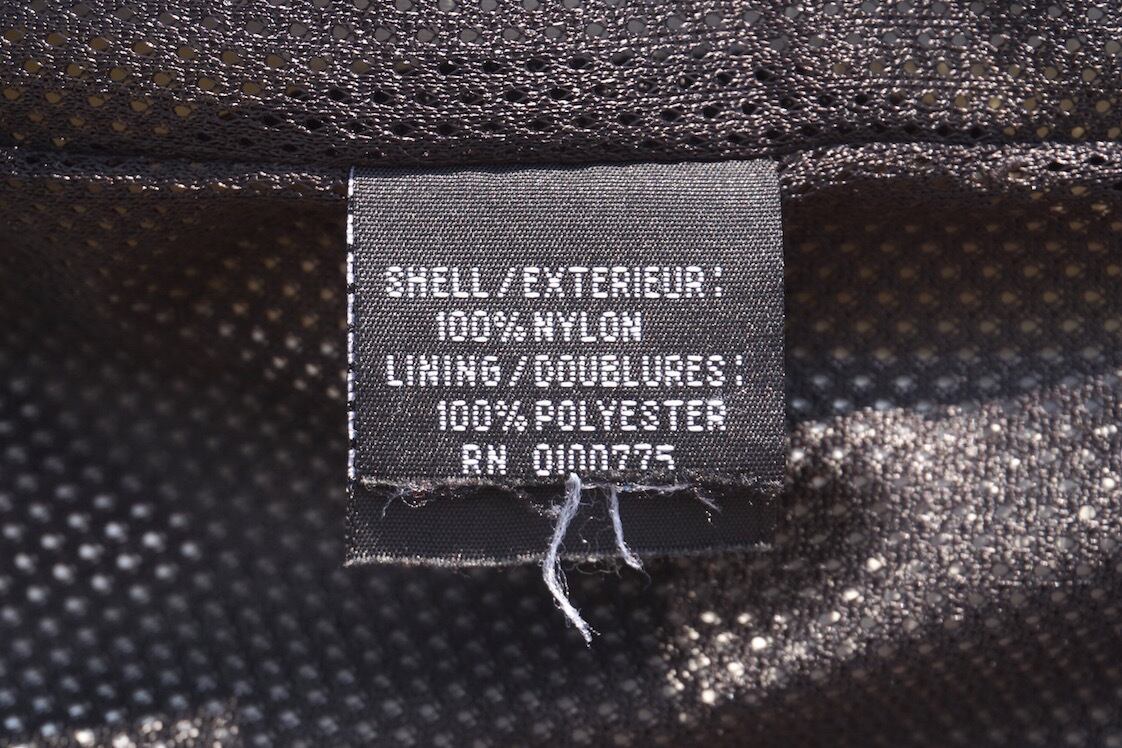 SHELL/EXTERIEUR:
100% NYLON
LINING/DOUBLURES:
100% POLYESTER
RN 0100775